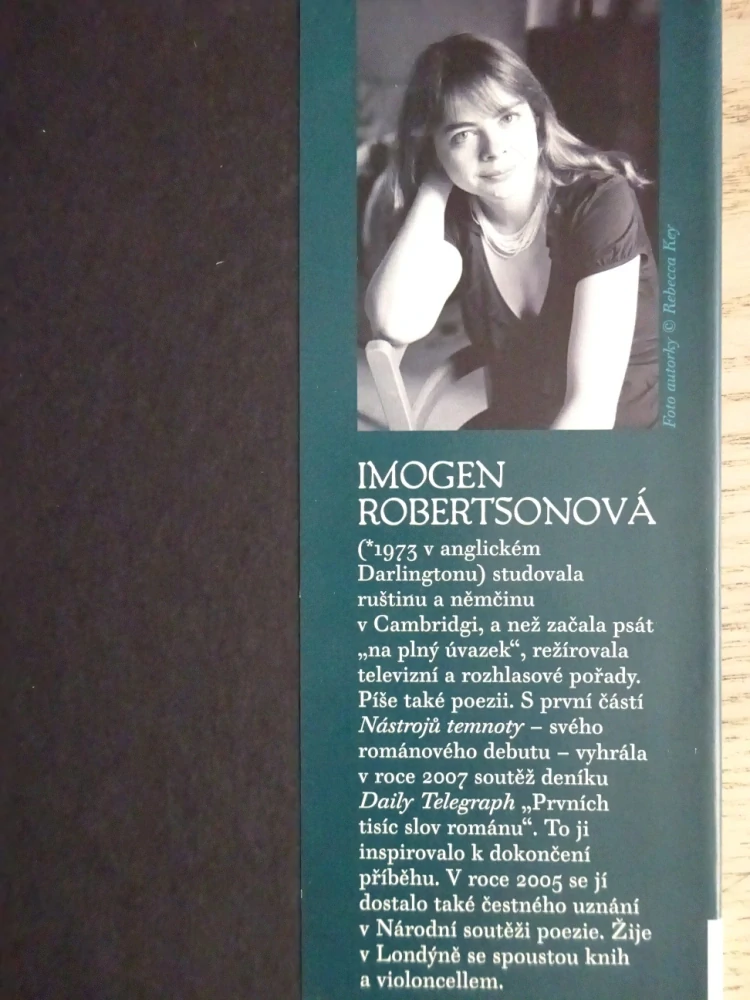 Foto autorky © Rebecca Key
IMOGEN
ROBERTSONOVÁ
(*1973 v anglickém
Darlingtonu) studovala
ruštinu a němčinu
v Cambridgi, a než začala psát
„na plný úvazek“, režírovala
televizní a rozhlasové pořady.
Píše také poezii. S první částí
Nástrojů temnoty – svého
románového debutu – vyhrála
v roce 2007 soutěž deníku
Daily Telegraph „Prvních
tisíc slov románu“. To ji
inspirovalo k dokončení
příběhu. V roce 2005 se jí
dostalo také čestného uznání
v Národní soutěži poezie. Žije
v Londýně se spoustou knih
a violoncellem.